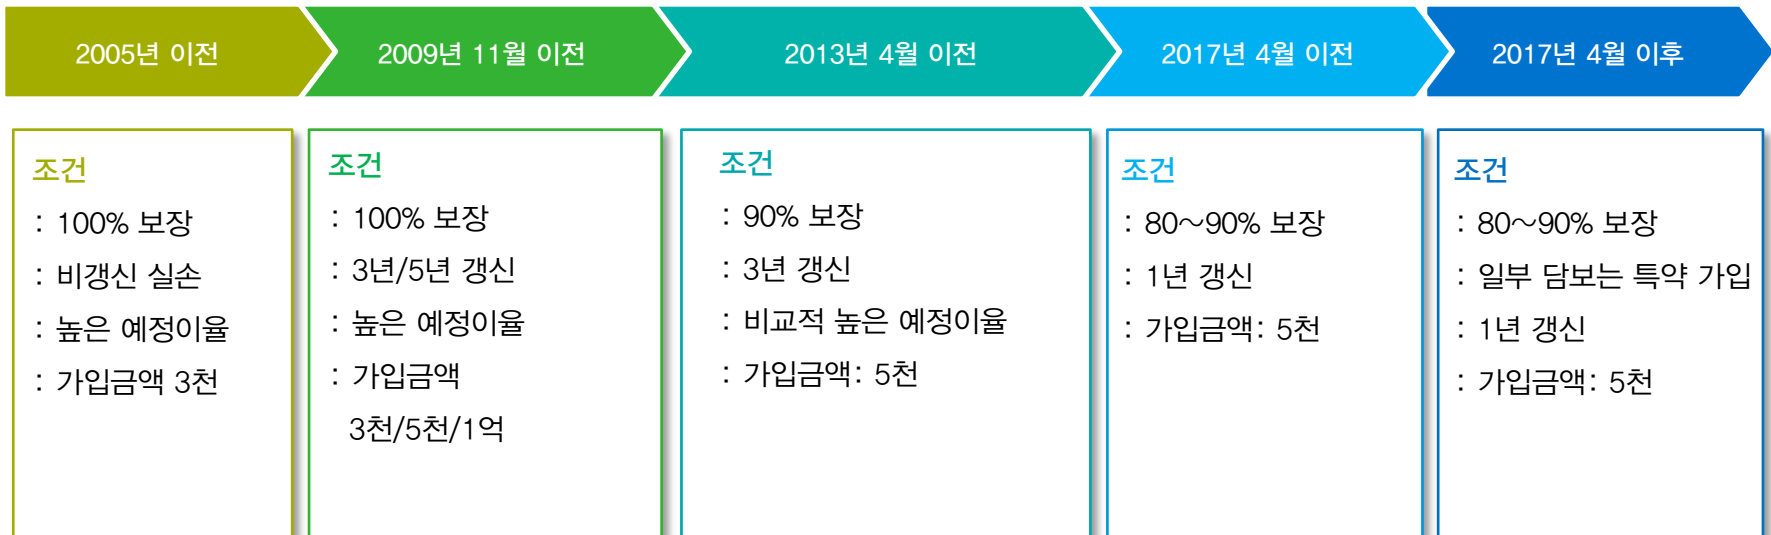 2005년 이전
2009년 11월 이전
2013년 4월 이전
2017년 4월 이전
2017년 4월 이후
조건
: 100% 보장
: 비갱신 실손
: 높은 예정이율
: 가입금액 3천
조건
: 100% 보장
: 3년/5년 갱신
: 높은 예정이율
: 가입금액
3천/5천/1억
조건
: 90% 보장
: 3년 갱신
: 비교적 높은 예정이율
: 가입금액: 5천
조건
: 80~90% 보장
: 1년 갱신
: 가입금액: 5천
조건
: 80~90% 보장
: 일부 담보는 특약 가입
: 1년 갱신
: 가입금액: 5천